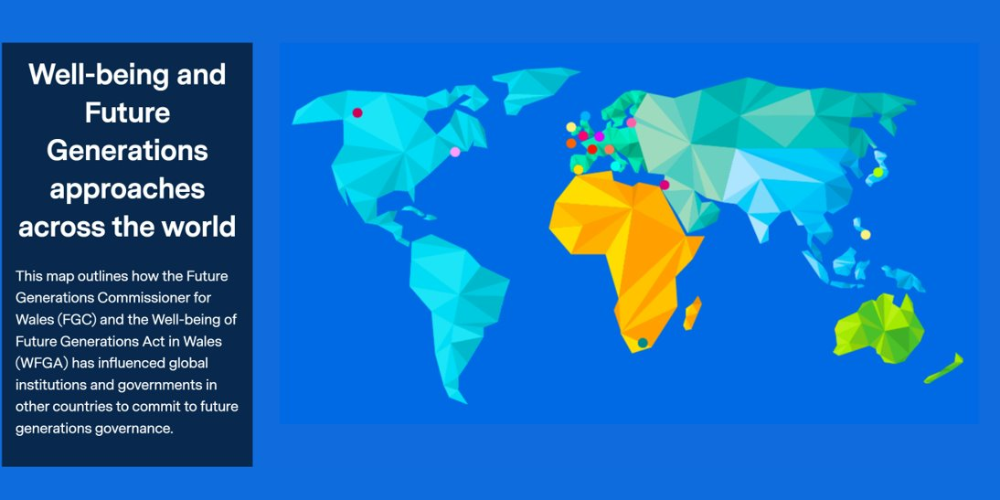 Well-being and
Future
Generations
approaches
across the world
This map outlines how the Future
Generations Commissioner for
Wales (FGC) and the Well-being of
Future Generations Act in Wales
(WFGA) has influenced global
institutions and governments in
other countries to commit to future
generations governance.